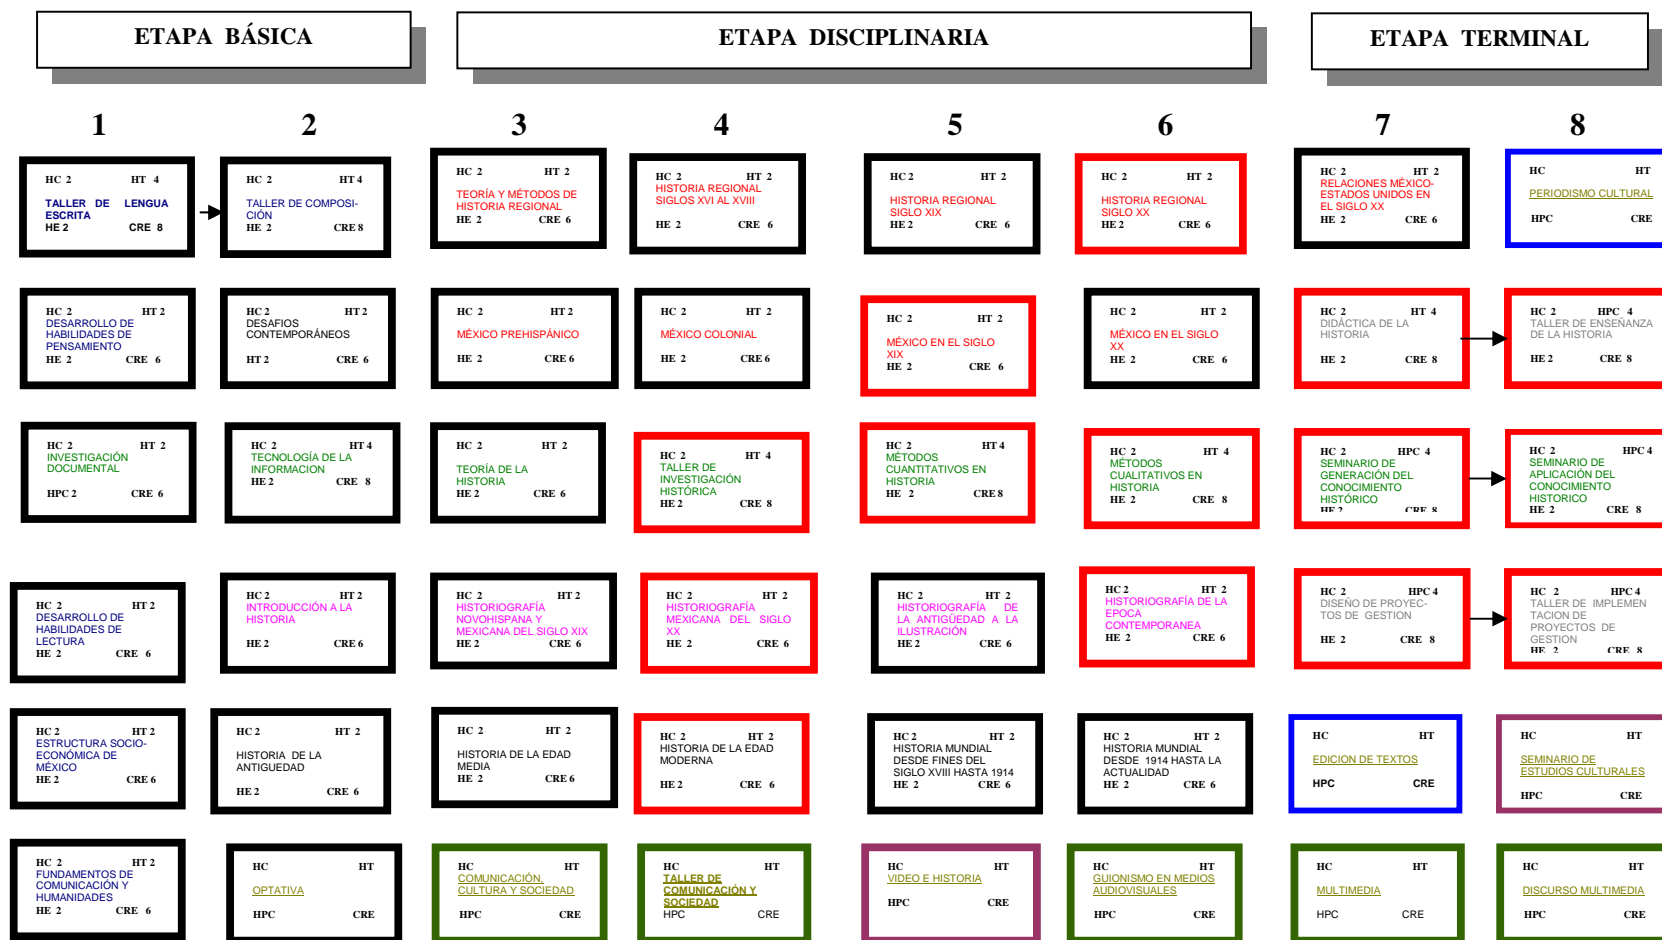 ETAPA BÁSICA
ETAPA DISCIPLINARIA
ETAPA TERMINAL
1
2
3
4
5
6
7
8
HC 2 HT 4
TALLER DE LENGUA
ESCRITA
HE 2 CRE 8
HC 2 HT 4
TALLER DE COMPOSI-
CIÓN
HE 2 CRE 8
HC 2 HT 2
TEORÍA Y MÉTODOS DE
HISTORIA REGIONAL
HE 2 CRE 6
HC 2 HT 2
HISTORIA REGIONAL
SIGLOS XVI AL XVIII
HE 2 CRE 6
HC 2 HT 2
HISTORIA REGIONAL
SIGLO XIX
HE 2 CRE 6
HC 2 HT 2
HISTORIA REGIONAL
SIGLO XX
HE 2 CRE 6
HC 2 HT 2
RELACIONES MÉXICO-
ESTADOS UNIDOS EN
EL SIGLO XX
HE 2 CRE 6
HC HT
PERIODISMO CULTURAL
HPC CRE
HC 2 HT 2
DESARROLLO DE
HABILIDADES DE
PENSAMIENTO
HE 2 CRE 6
HC 2 HT 2
DESAFIOS
CONTEMPORÁNEOS
HT 2 CRE 6
HC 2 HT 2
MÉXICO PREHISPÁNICO
HE 2 CRE 6
HC 2 HT 2
MÉXICO COLONIAL
HE 2 CRE 6
HC 2 HT 2
MÉXICO EN EL SIGLO
XIX
HE 2 CRE 6
HC 2 HT 2
MÉXICO EN EL SIGLO
XX
HE 2 CRE 6
HC 2 HT 4
DIDÁCTICA DE LA
HISTORIA
HE 2 CRE 8
HC 2 HPC 4
TALLER DE ENSEÑANZA
DE LA HISTORIA
HE 2 CRE 8
HC 2 HT 2
INVESTIGACIÓN
DOCUMENTAL
HPC 2 CRE 6
HC 2 HT 4
TECNOLOGÍA DE LA
INFORMACION
HE 2 CRE 8
HC 2 HT 2
TEORÍA DE LA
HISTORIA
HE 2 CRE 6
HC 2 HT 4
TALLER DE
INVESTIGACIÓN
HISTÓRICA
HE 2 CRE 8
HC 2 HT 4
MÉTODOS
CUANTITATIVOS EN
HISTORIA
HE 2 CRE 8
HC 2 HT 4
MÉTODOS
CUALITATIVOS EN
HISTORIA
HE 2 CRE 8
HC 2 HPC 4
SEMINARIO DE
GENERACIÓN DEL
CONOCIMIENTO
HISTÓRICO
HE 2 CRE 8
HC 2 HPC 4
SEMINARIO DE
APLICACIÓN DEL
CONOCIMIENTO
HISTORICO
HE 2 CRE 8
HC 2 HT 2
DESARROLLO DE
HABILIDADES DE
LECTURA
HE 2 CRE 6
HC 2 HT 2
INTRODUCCIÓN A LA
HISTORIA
HE 2 CRE 6
HC 2 HT 2
HISTORIOGRAFÍA
NOVOHISPANA Y
MEXICANA DEL SIGLO XIX
HE 2 CRE 6
HC 2 HT 2
HISTORIOGRAFÍA
MEXICANA DEL SIGLO
XX
HE 2 CRE 6
HC 2 HT 2
HISTORIOGRAFÍA DE
LA ANTIGÜEDAD A LA
ILUSTRACIÓN
HE 2 CRE 6
HC 2 HT 2
HISTORIOGRAFÍA DE LA
EPOCA
CONTEMPORANEA
HE 2 CRE 6
HC 2 HPC 4
DISEÑO DE PROYEC-
TOS DE GESTION
HE 2 CRE 8
HC 2 HPC 4
TALLER DE IMPLEMEN
TACION DE
PROYECTOS DE
GESTION
HE 2 CRE 8
HC 2 HT 2
ESTRUCTURA SOCIO-
ECONÓMICA DE
MÉXICO
HE 2 CRE 6
HC 2 HT 2
HISTORIA DE LA
ANTIGUEDAD
HE 2 CRE 6
HC 2 HT 2
HISTORIA DE LA EDAD
MEDIA
HE 2 CRE 6
HC 2 HT 2
HISTORIA DE LA EDAD
MODERNA
HE 2 CRE 6
HC 2 HT 2
HISTORIA MUNDIAL
DESDE FINES DEL
SIGLO XVIII HASTA 1914
HE 2 CRE 6
HC 2 HT 2
HISTORIA MUNDIAL
DESDE 1914 HASTA LA
ACTUALIDAD
HE 2 CRE 6
HC HT
EDICION DE TEXTOS
HPC CRE
HC HT
SEMINARIO DE
ESTUDIOS CULTURALES
HPC CRE
HC 2 HT 2
FUNDAMENTOS DE
COMUNICACIÓN Y
HUMANIDADES
HE 2 CRE 6
HC HT
OPTATIVA
HPC CRE
HC HT
COMUNICACIÓN,
CULTURA Y SOCIEDAD
HPC CRE
HC HT
TALLER DE
COMUNICACIÓN Y
SOCIEDAD
HPC CRE
HC HT
VIDEO E HISTORIA
HPC CRE
HC HT
GUIONISMO EN MEDIOS
AUDIOVISUALES
HPC CRE
HC HT
MULTIMEDIA
HPC CRE
HC HT
DISCURSO MULTIMEDIA
HPC CRE